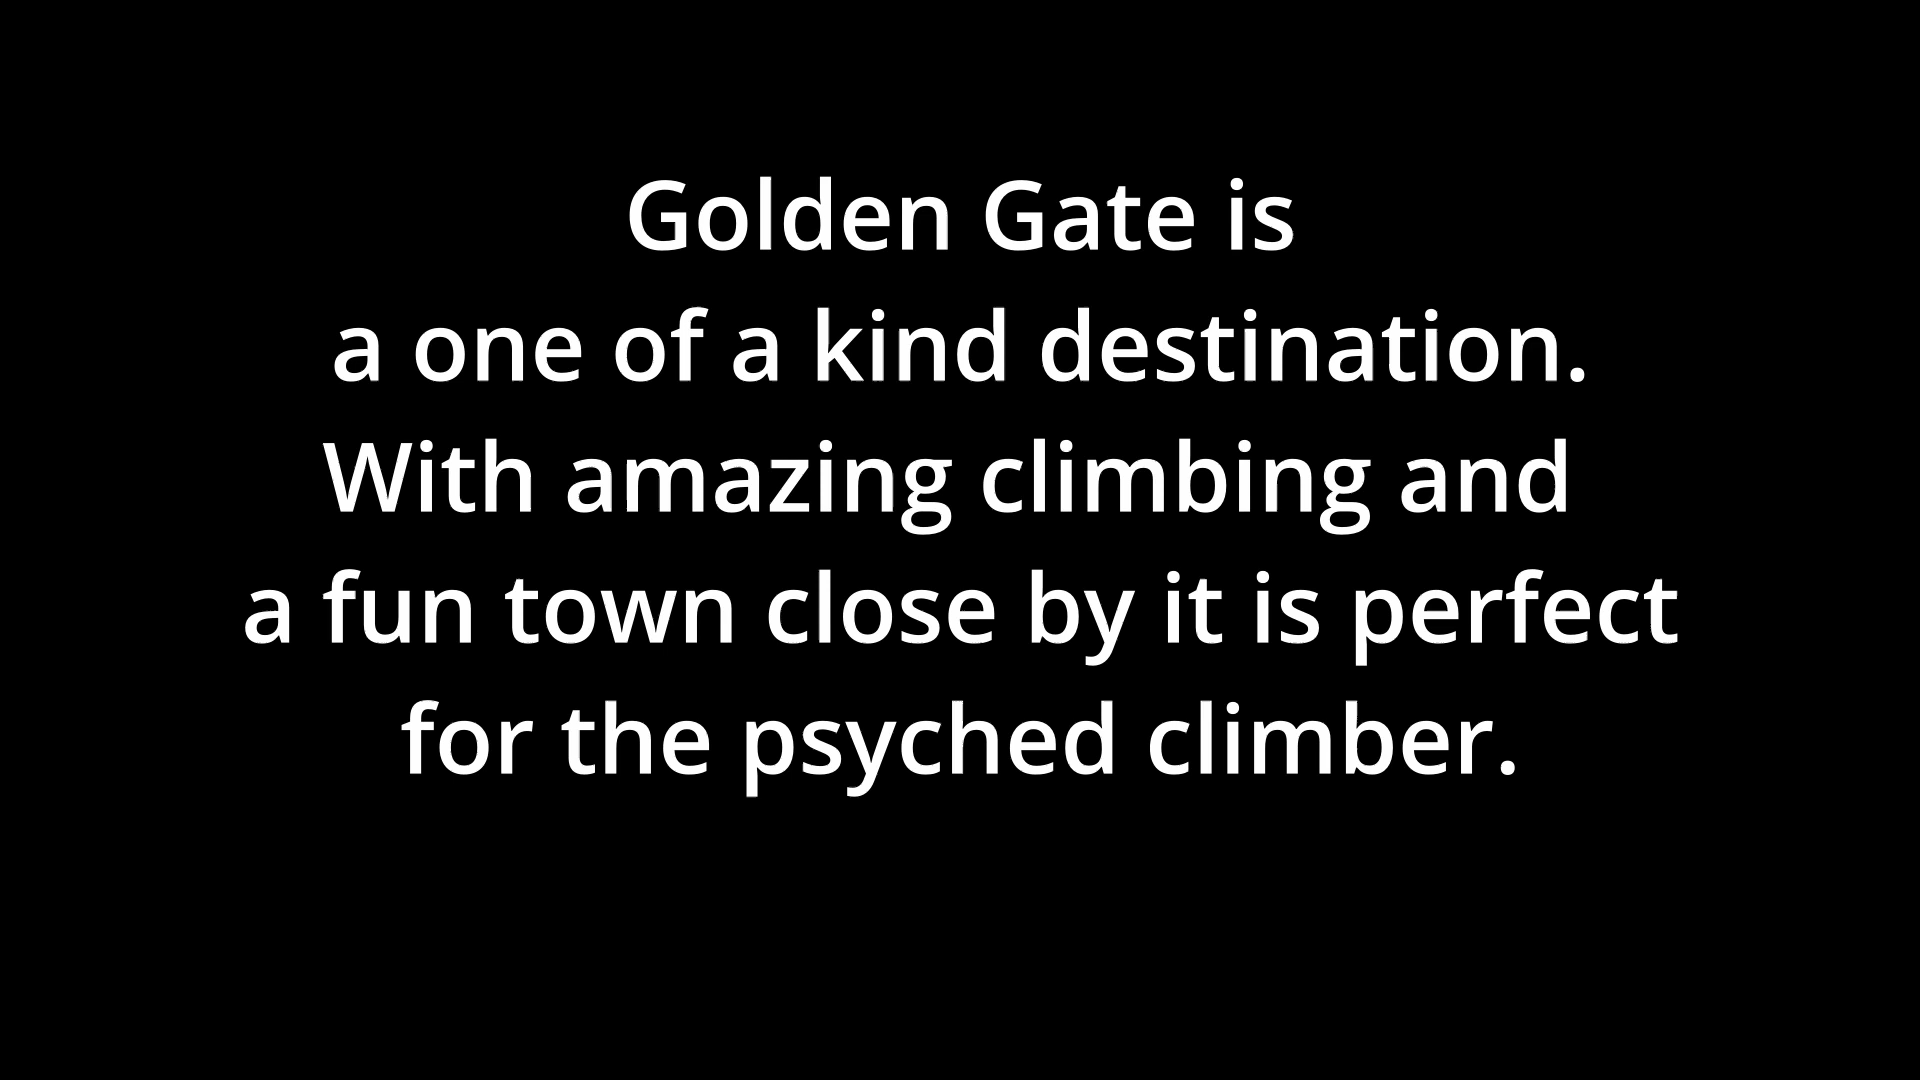 Golden Gate is
a one of a kind destination.
With amazing climbing and
a fun town close by it is perfect
for the psyched climber.